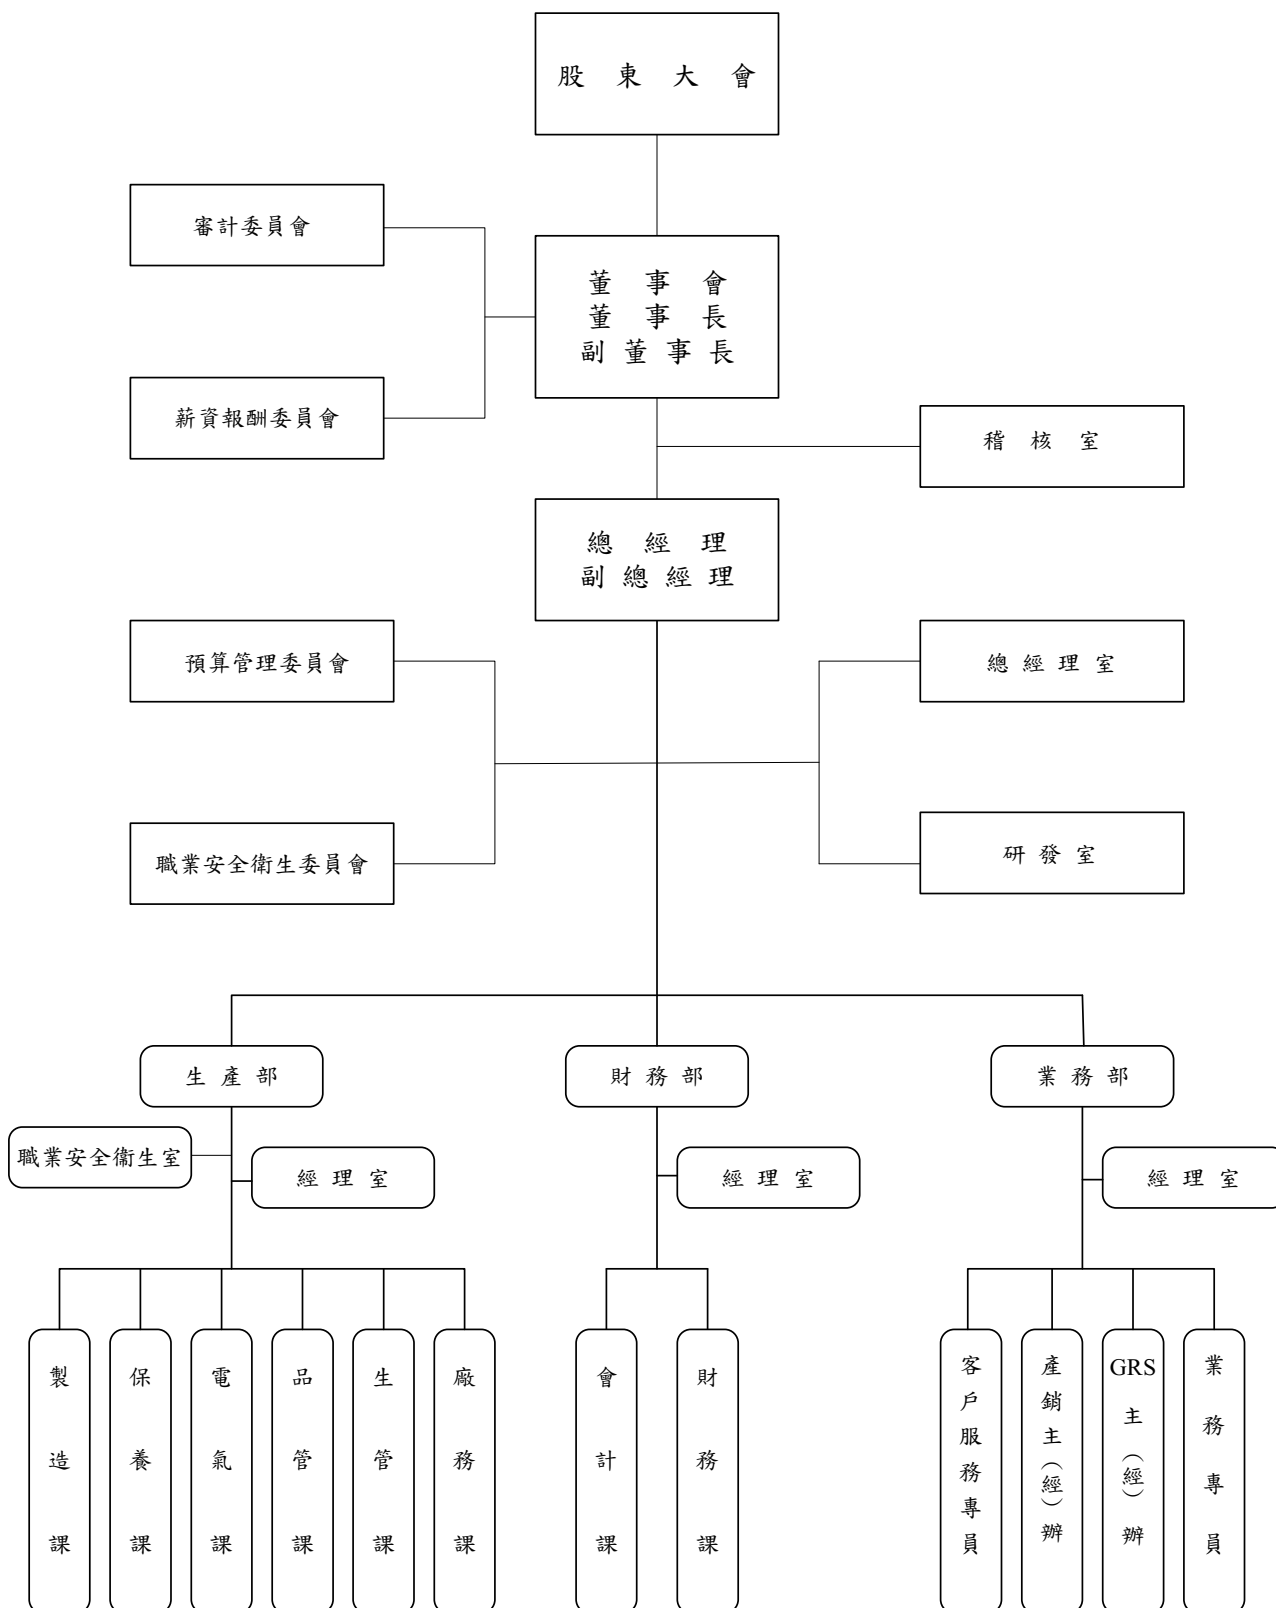 股東大會
審計委員會
董事會
董事長
副董事長
薪資報酬委員會
稽核室
總經理
副總經理
預算管理委員會
總經理室
職業安全衛生委員會
研發室
生產部
財務部
業務部
職業安全衞生室
經理室
經理室
經理室
製造課
保養課
電氣課
品管課
生管課
廠務課
會計課
財務課
客戶服務專員
產銷主（經）辦
GRS主（經）辦
業務專員